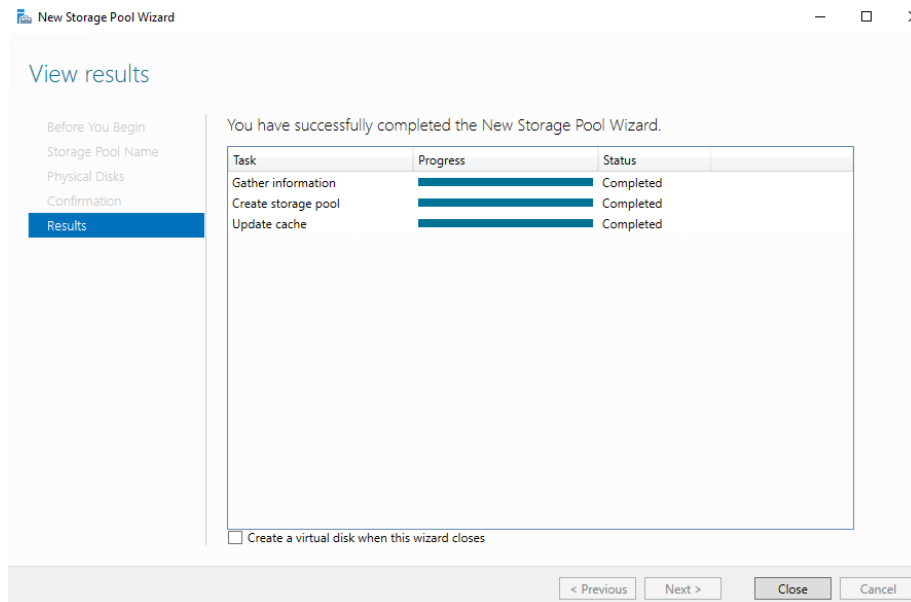 New Storage Pool Wizard
View results
Before You Begin
Storage Pool Name
Physical Disks
Confirmation
Results
You have successfully completed the New Storage Pool Wizard.
Task Progress Status
Gather information Completed
Create storage pool Completed
Update cache Completed
Create a virtual disk when this wizard closes
< Previous Next > Close Cancel